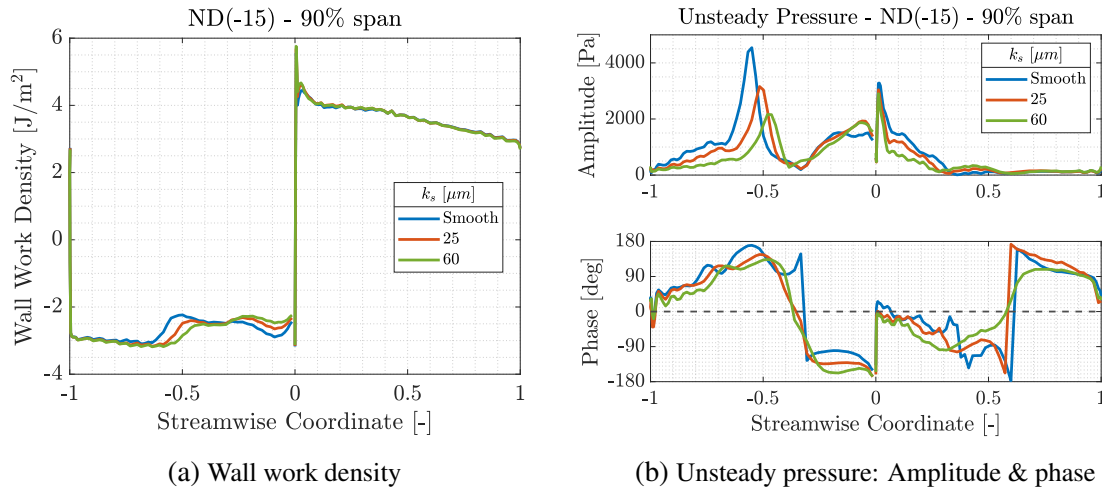 ND(-15) - 90% span
Wall Work Density [J/m²]
6
4
2
0
-2
-4
k_s [μm]
Smooth
25
60
-1
-0.5
0
0.5
1
Streamwise Coordinate [-]
(a) Wall work density
Unsteady Pressure - ND(-15) - 90% span
Amplitude [Pa]
4000
2000
0
k_s [μm]
Smooth
25
60
-1
-0.5
0
0.5
1
Phase [deg]
180
90
0
-90
-180
-1
-0.5
0
0.5
1
Streamwise Coordinate [-]
(b) Unsteady pressure: Amplitude & phase